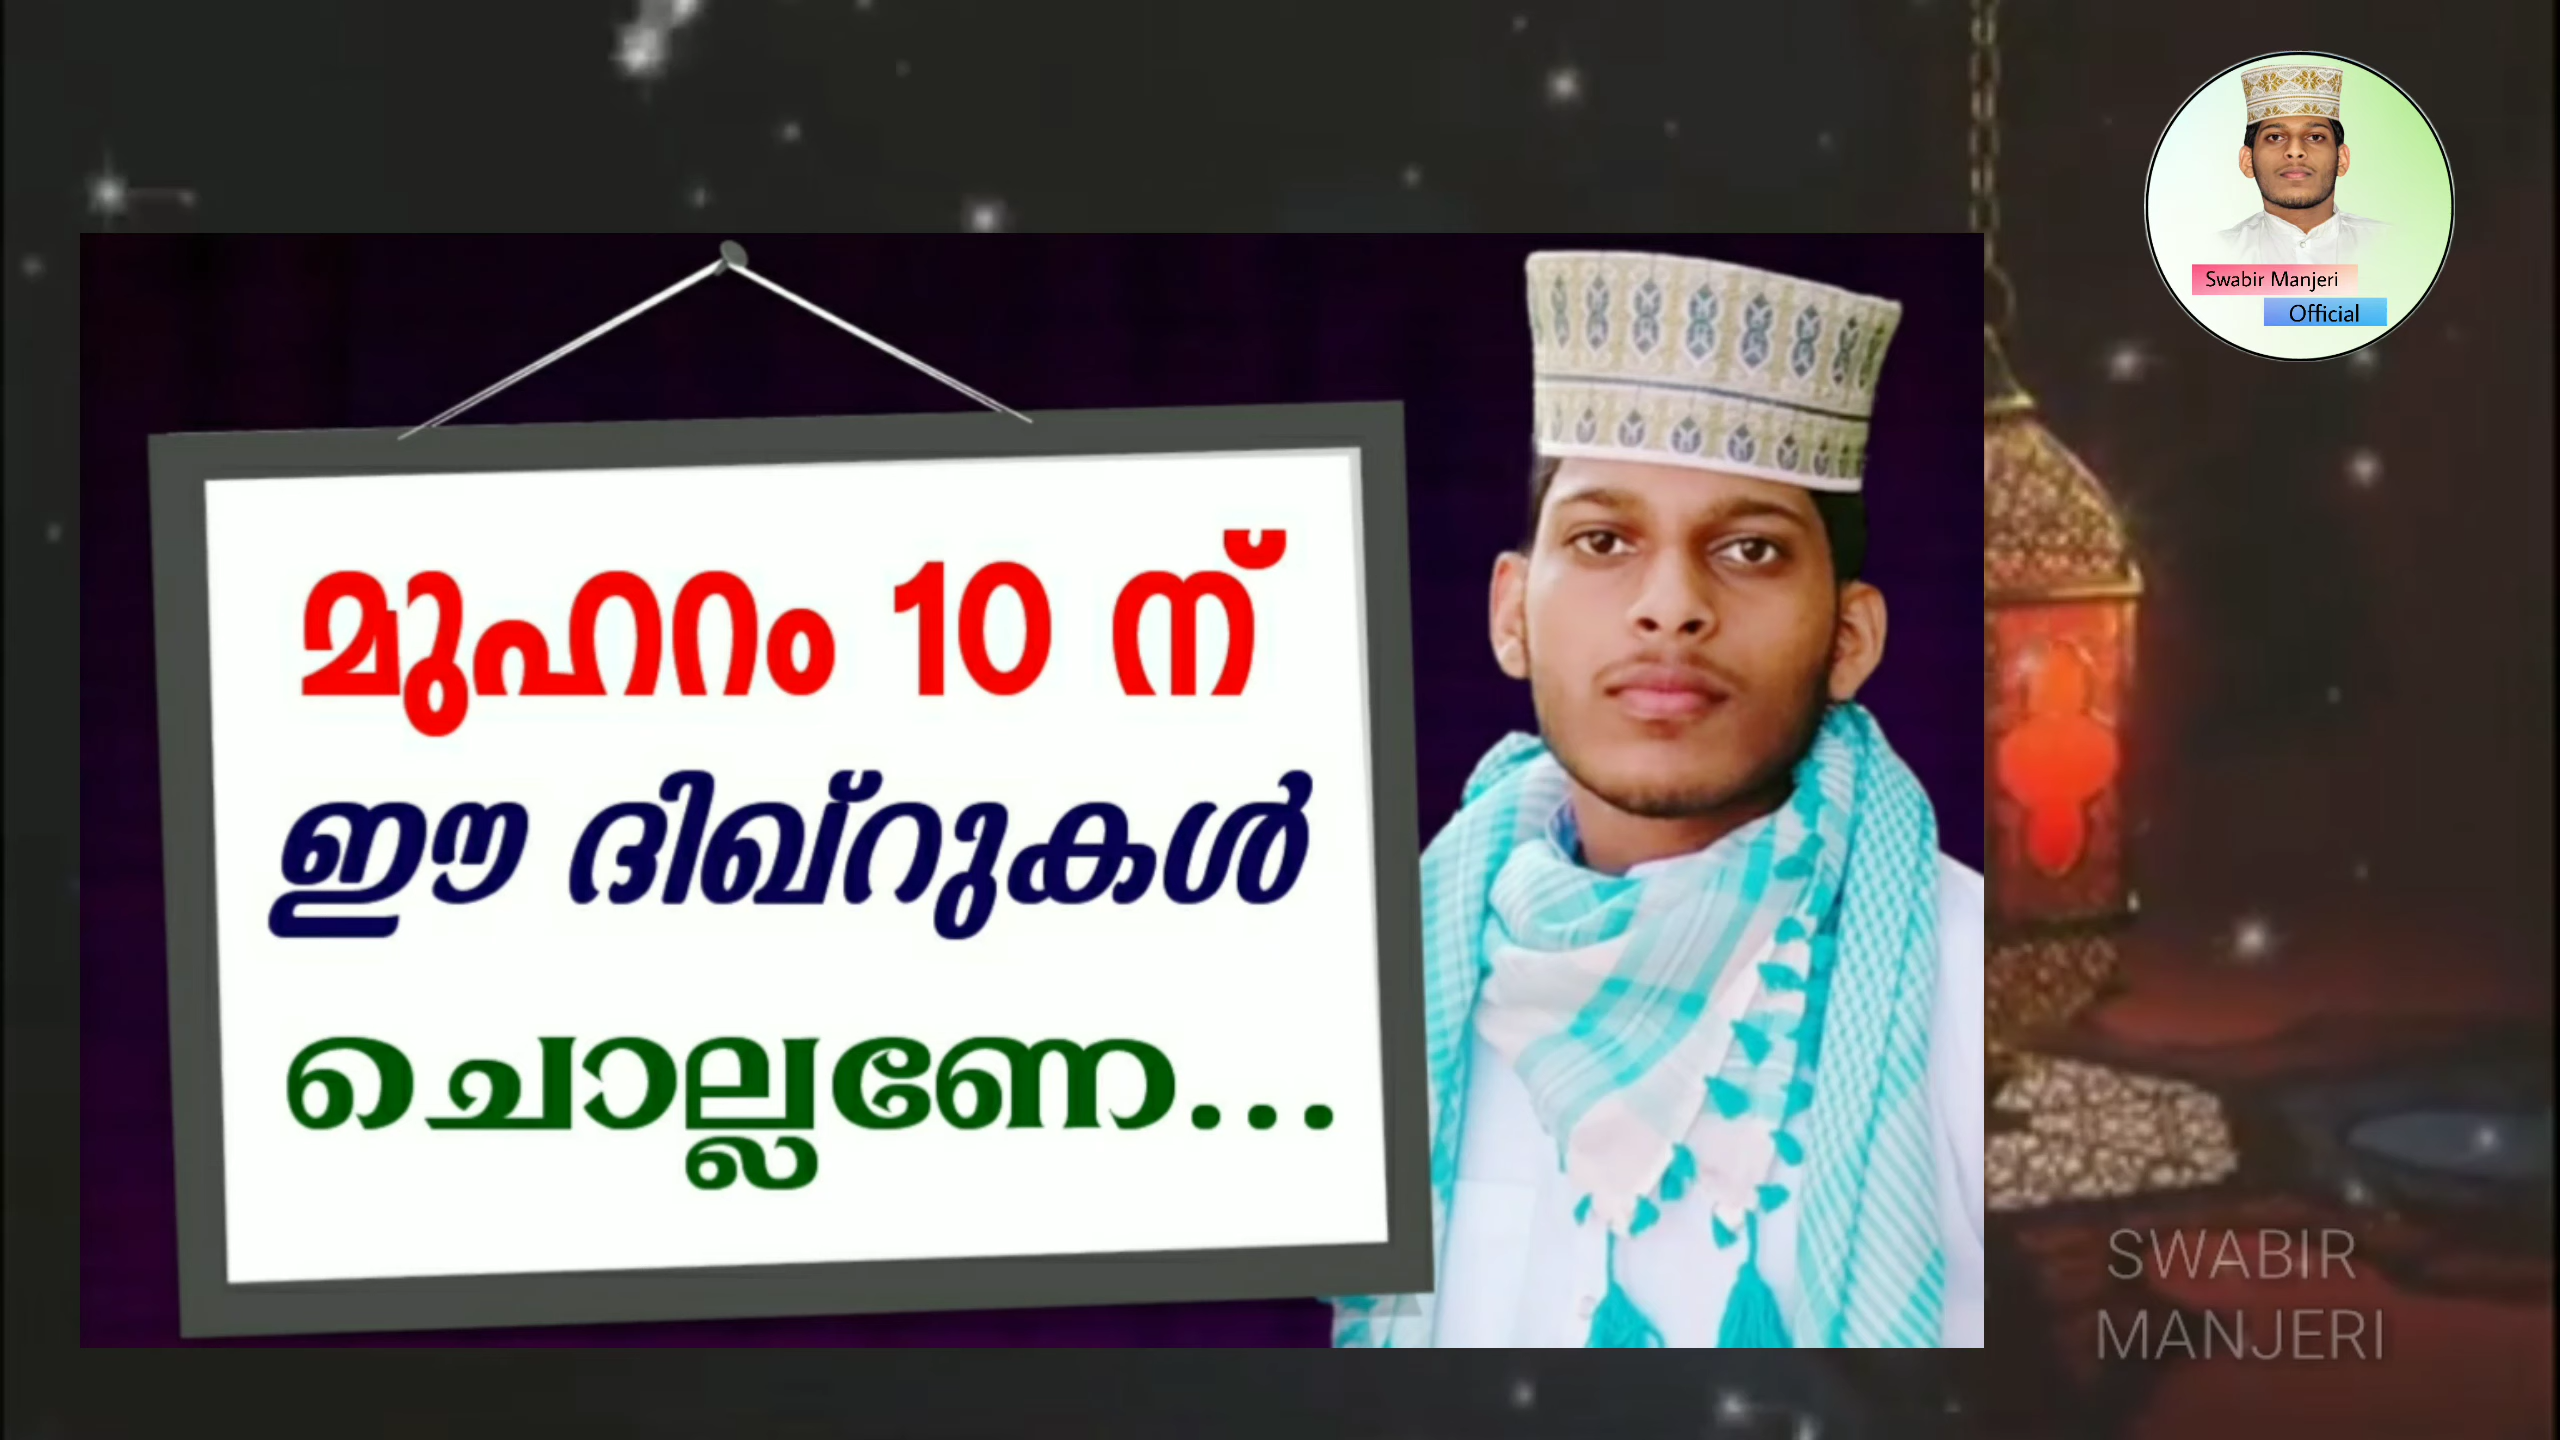 Swabir Manjeri
Official
മുഹറം 10 ന്
ഈ ദിഖ്റുകൾ
ചൊല്ലണേ...
SWABIR
MANJERI